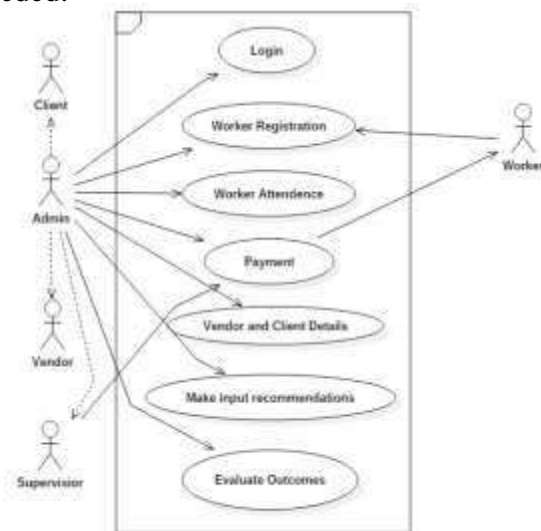 Login
Client
Worker Registration
Worker
Worker Attendence
Admin
Payment
Vendor and Client Details
Vendor
Make input recommendations
Evaluate Outcomes
Supervisior